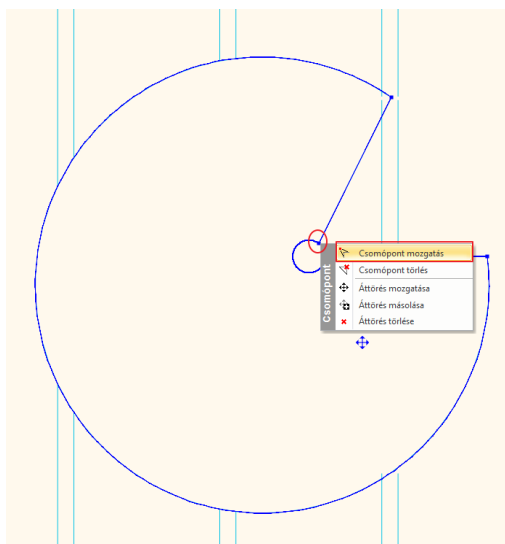 Csomópont
Csomópont mozgatás
Csomópont törlés
Áttörés mozgatása
Áttörés másolása
Áttörés törlése